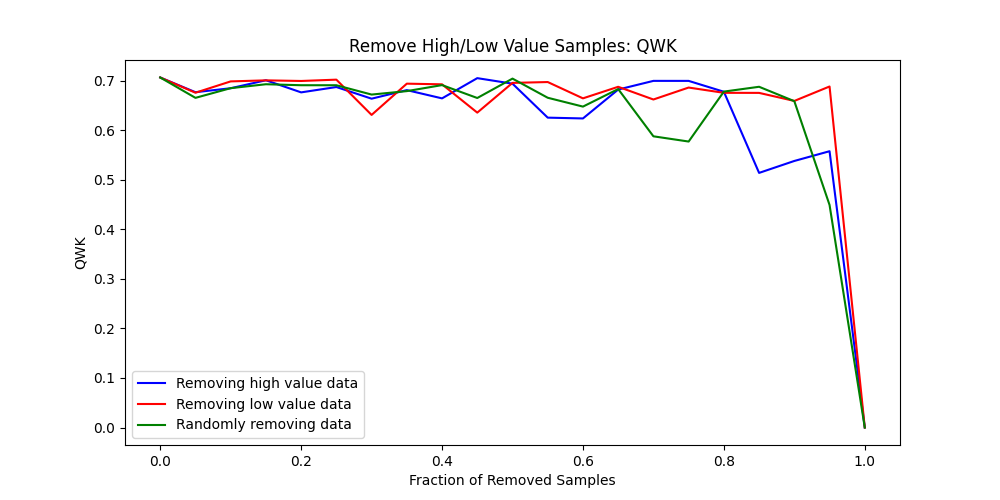 Remove High/Low Value Samples: QWK
QWK
0.7
0.6
0.5
0.4
0.3
0.2
0.1
0.0
Removing high value data
Removing low value data
Randomly removing data
0.0 0.2 0.4 0.6 0.8 1.0
Fraction of Removed Samples